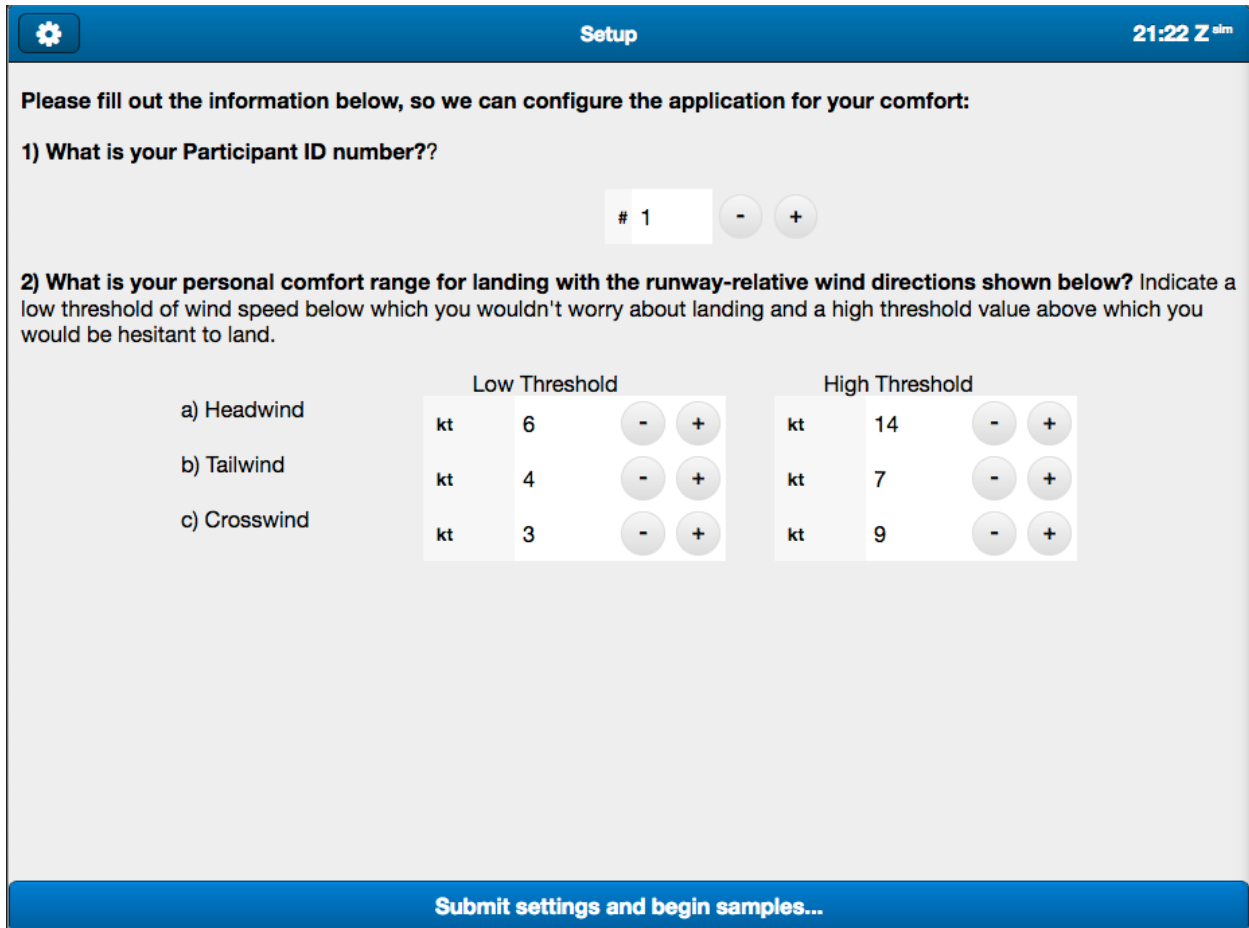 Setup
21:22 Z sim
Please fill out the information below, so we can configure the application for your comfort:
1) What is your Participant ID number??
# 1 - +
2) What is your personal comfort range for landing with the runway-relative wind directions shown below? Indicate a
low threshold of wind speed below which you wouldn't worry about landing and a high threshold value above which you
would be hesitant to land.
Low Threshold High Threshold
a) Headwind kt 6 - + kt 14 - +
b) Tailwind kt 4 - + kt 7 - +
c) Crosswind kt 3 - + kt 9 - +
Submit settings and begin samples...